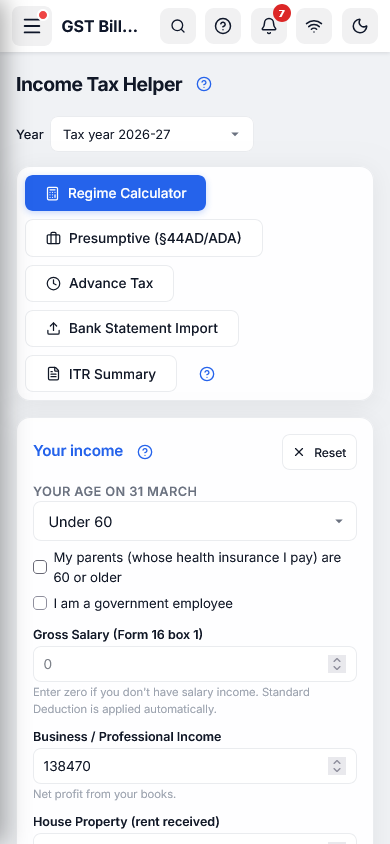 GST Bill...
7
Income Tax Helper
Year
Tax year 2026-27
Regime Calculator
Presumptive (§44AD/ADA)
Advance Tax
Bank Statement Import
ITR Summary
Your income
Reset
YOUR AGE ON 31 MARCH
Under 60
My parents (whose health insurance I pay) are
60 or older
I am a government employee
Gross Salary (Form 16 box 1)
0
Enter zero if you don't have salary income. Standard
Deduction is applied automatically.
Business / Professional Income
138470
Net profit from your books.
House Property (rent received)